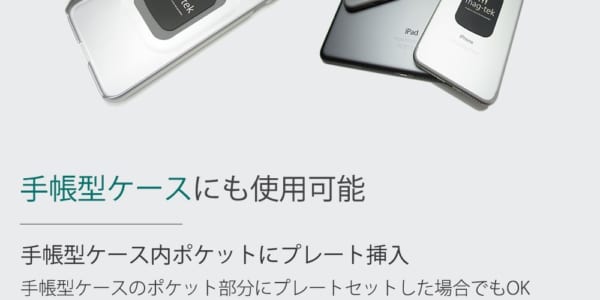 mag-tek
mag-tek
iPad
iPhone
手帳型ケースにも使用可能
手帳型ケース内ポケットにプレート挿入
手帳型ケースのポケット部分にプレートセットした場合でもOK